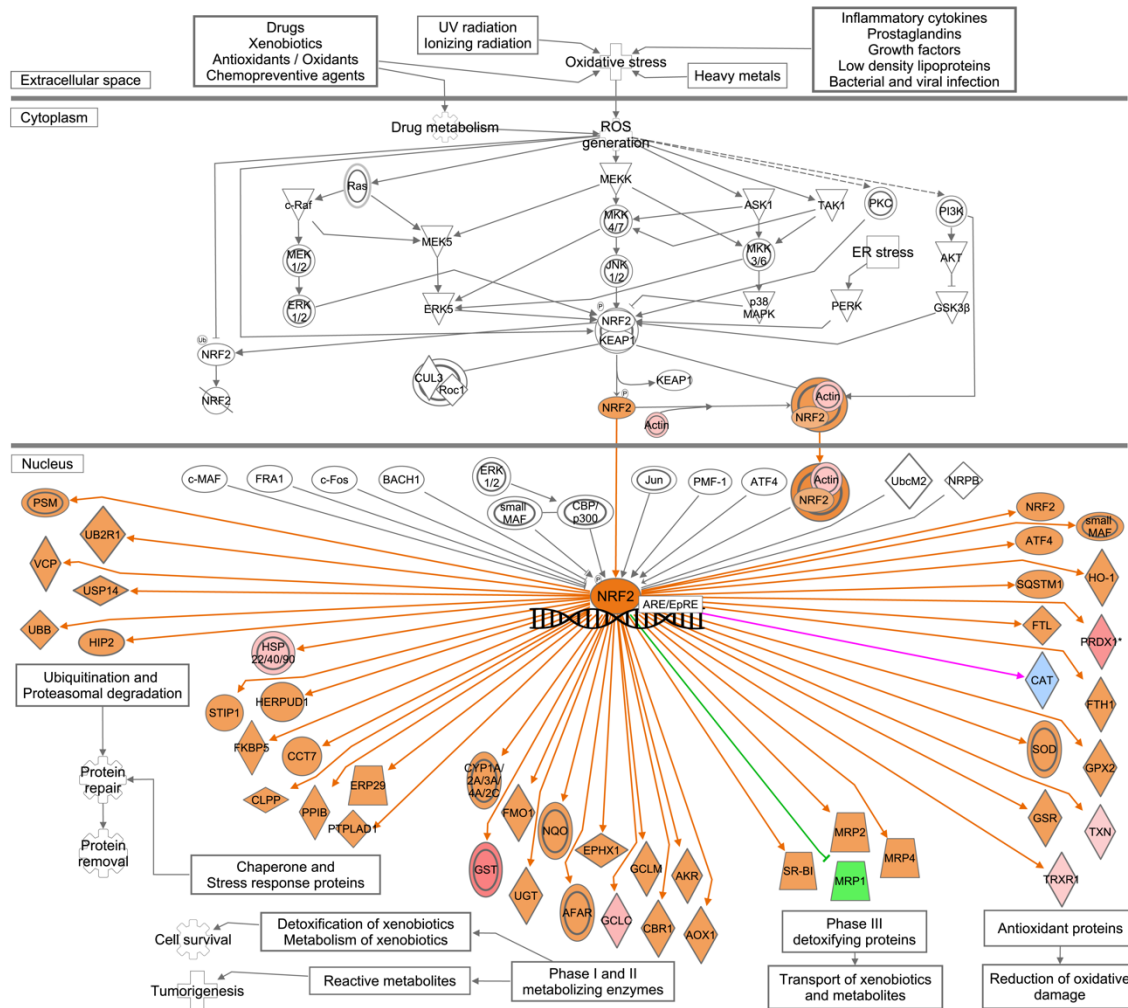 Drugs
Xenobiotics
Antioxidants / Oxidants
Chemopreventive agents
UV radiation
Ionizing radiation
Inflammatory cytokines
Prostaglandins
Growth factors
Low density lipoproteins
Bacterial and viral infection
Oxidative stress
Heavy metals
Extracellular space
Cytoplasm
Drug metabolism
ROS
generation
Ras
c-Raf
MEKK
ASK1
TAK1
PKC
PI3K
MEK5
MKK
4/7
MKK
3/6
MEK
1/2
JNK
1/2
ER stress
AKT
ERK
1/2
ERK5
p38
MAPK
PERK
GSK3β
P
NRF2
KEAP1
Ub
NRF2
CUL3
Roc1
KEAP1
NRF2
NRF2
P
Actin
Actin
NRF2
Nucleus
c-MAF
FRA1
c-Fos
BACH1
ERK
1/2
small
MAF
CBP/
p300
Jun
PMF-1
ATF4
Actin
NRF2
UbcM2
NRPB
PSM
UB2R1
VCP
USP14
UBB
HIP2
P
NRF2
ARE/EpRE
NRF2
small
MAF
ATF4
HO-1
SQSTM1
FTL
PRDX1*
CAT
FTH1
SOD
GPX2
GSR
TXN
TRXR1
HSP
22/40/90
STIP1
HERPUD1
FKBP5
CCT7
CLPP
PPIB
ERP29
PTPLAD1
CYP1A/
2A/3A/
4A/2C
FMO1
NQO
GST
UGT
EPHX1
AFAR
GCLM
GCLC
AKR
CBR1
AOX1
SR-BI
MRP2
MRP1
MRP4
Ubiquitination and
Proteasomal degradation
Protein
repair
Protein
removal
Chaperone and
Stress response proteins
Cell survival
Detoxification of xenobiotics
Metabolism of xenobiotics
Tumorigenesis
Reactive metabolites
Phase I and II
metabolizing enzymes
Phase III
detoxifying proteins
Transport of xenobiotics
and metabolites
Antioxidant proteins
Reduction of oxidative
damage